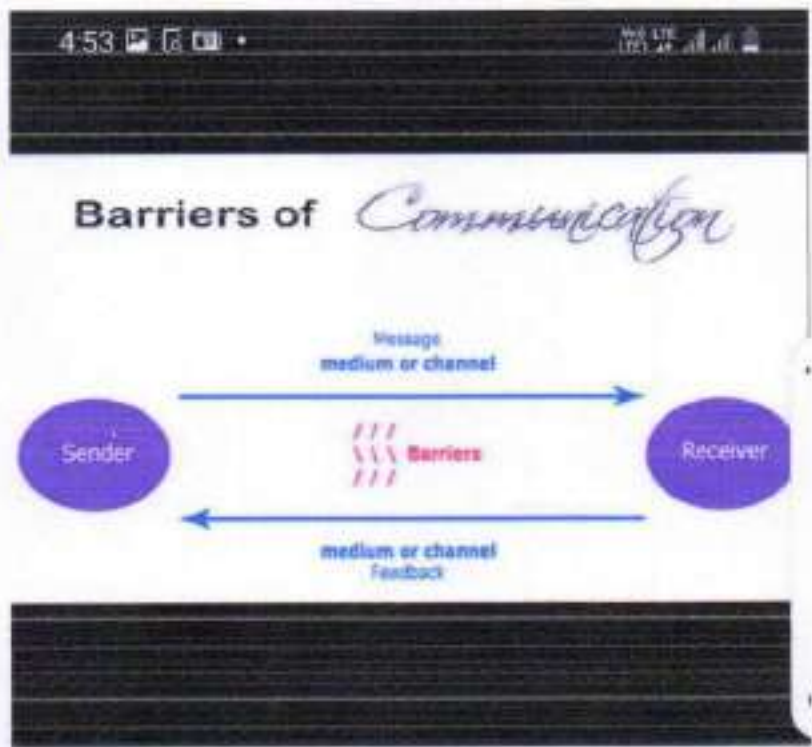 4:53
Barriers of Communication
Message
medium or channel
Sender
Barriers
Receiver
medium or channel
Feedback